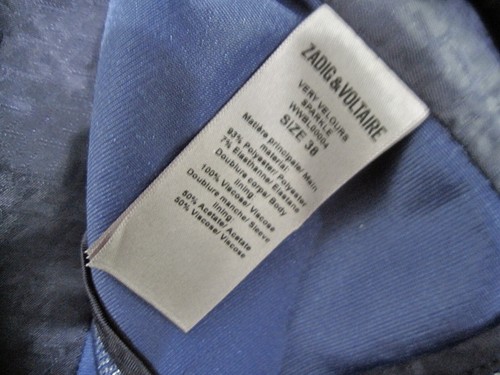 ZADIG & VOLTAIRE
VERY VELOURS
SPARKLE
WWBL00004
SIZE 38
Matière principale/ Main
material:
93% Polyester/ Polyester
7% Elasthanne/ Elastane
Doublure corps/ Body
lining:
100% Viscose/ Viscose
Doublure manche/ Sleeve
lining:
50% Acetate/ Acetate
50% Viscose/ Viscose